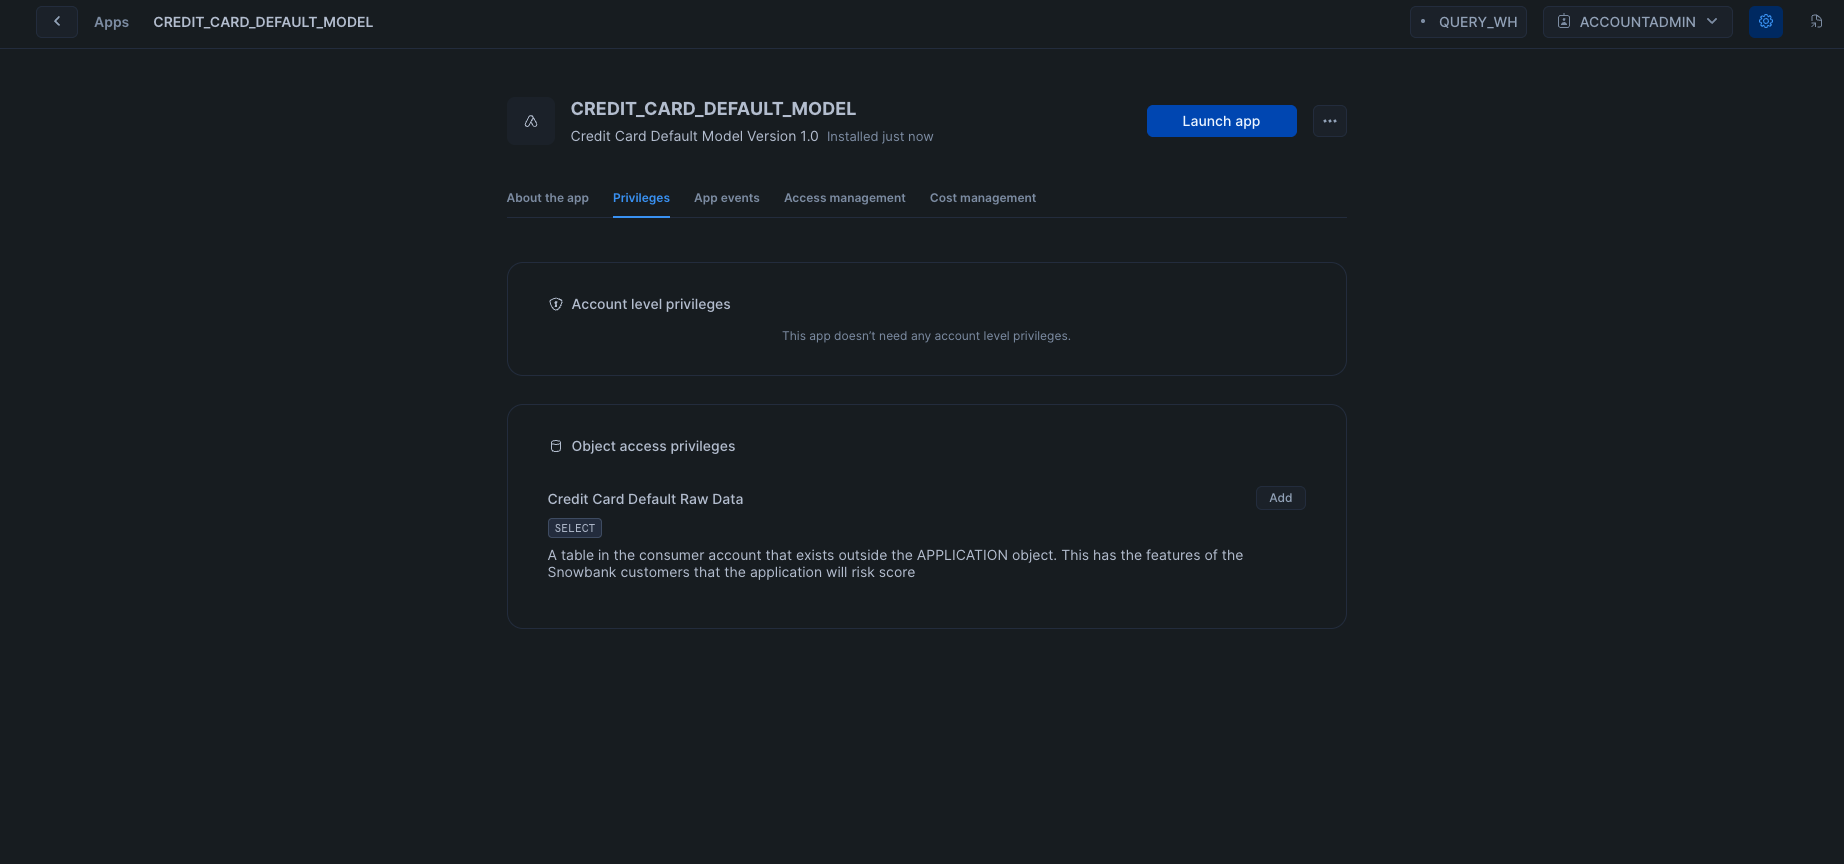 Apps CREDIT_CARD_DEFAULT_MODEL QUERY_WH ACCOUNTADMIN
CREDIT_CARD_DEFAULT_MODEL
Credit Card Default Model Version 1.0 Installed just now
Launch app
About the app Privileges App events Access management Cost management
Account level privileges
This app doesn't need any account level privileges.
Object access privileges
Credit Card Default Raw Data
Add
SELECT
A table in the consumer account that exists outside the APPLICATION object. This has the features of the
Snowbank customers that the application will risk score